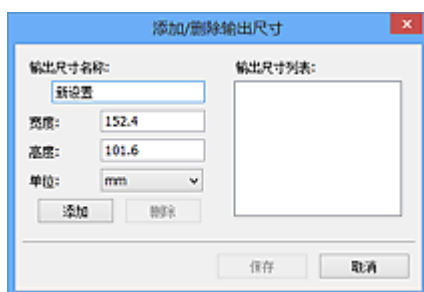 添加/删除输出尺寸
输出尺寸名称:
新设置
宽度:
152.4
高度:
101.6
单位:
mm
添加
删除
输出尺寸列表:
保存
取消